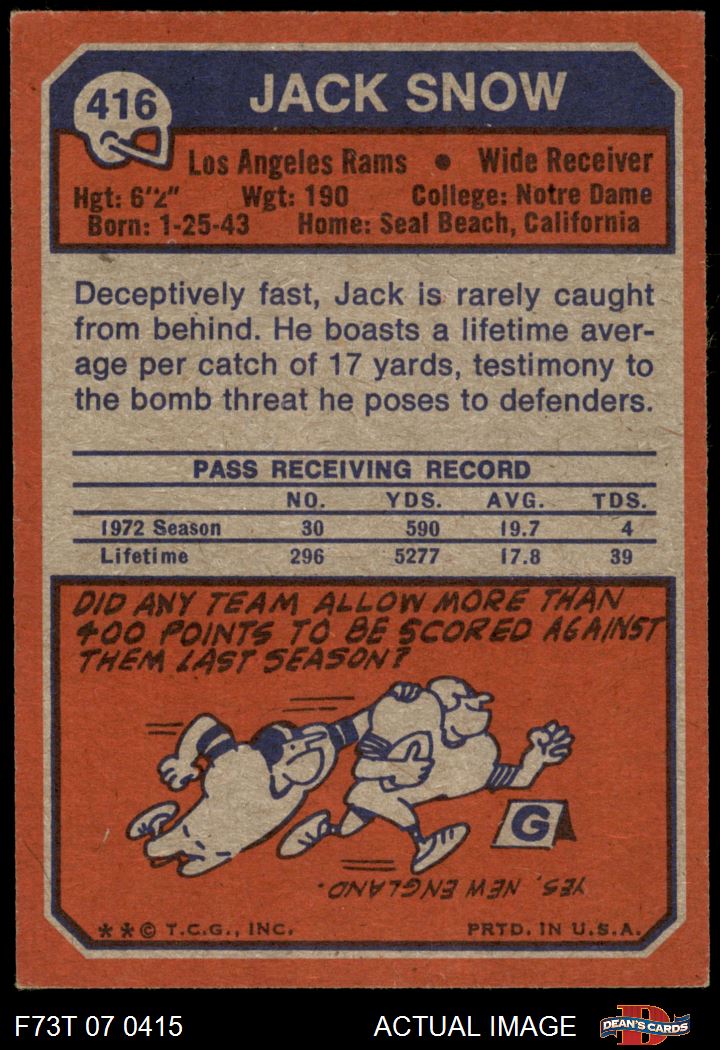 416
JACK SNOW
Los Angeles Rams • Wide Receiver
Hgt: 6'2" Wgt: 190 College: Notre Dame
Born: 1-25-43 Home: Seal Beach, California
Deceptively fast, Jack is rarely caught
from behind. He boasts a lifetime aver-
age per catch of 17 yards, testimony to
the bomb threat he poses to defenders.
PASS RECEIVING RECORD
NO. YDS. AVG. TDS.
1972 Season 30 590 19.7 4
Lifetime 296 5277 17.8 39
DID ANY TEAM ALLOW MORE THAN
400 POINTS TO BE SCORED AGAINST
THEM LAST SEASON?
G
YES, NEW ENGLAND.
**© T.C.G., INC. PRTD. IN U.S.A.
F73T 07 0415 ACTUAL IMAGE D DEAN'S CARDS